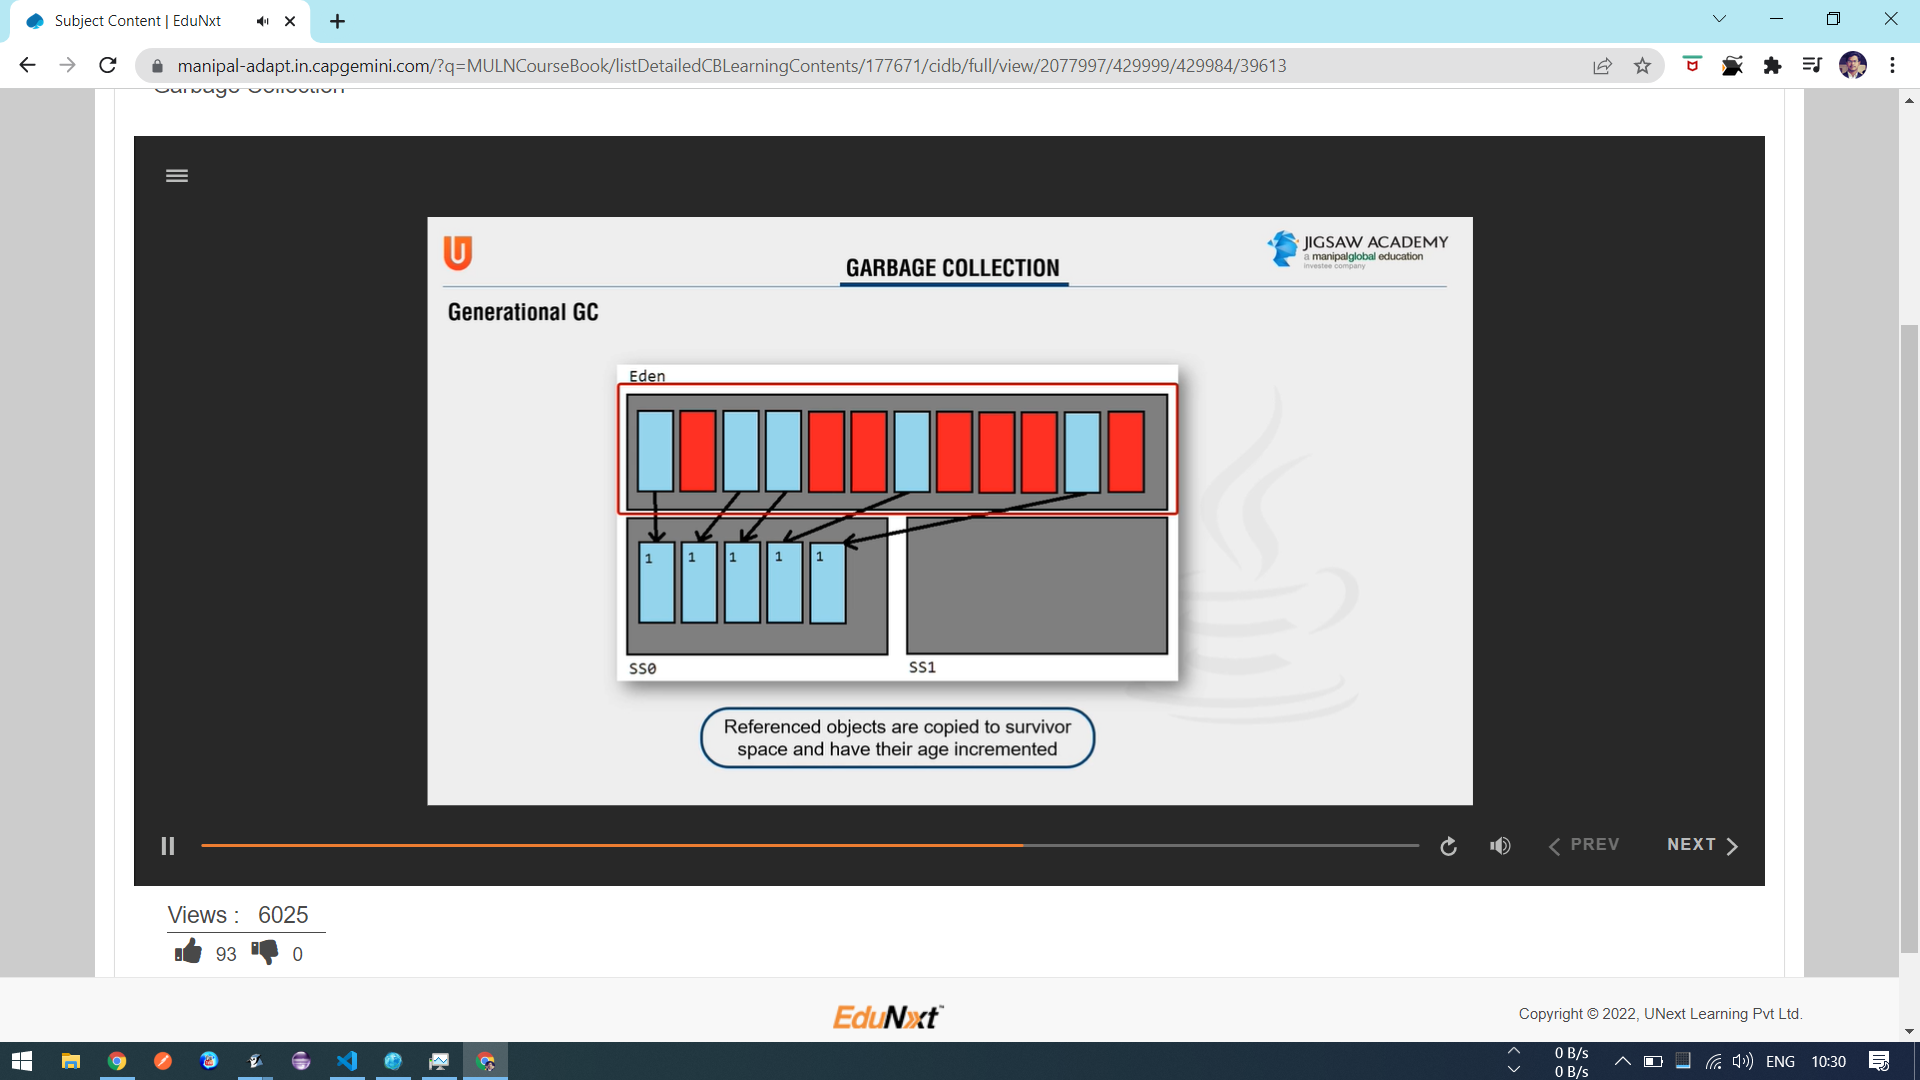 Subject Content | EduNxt
manipal-adapt.in.capgemini.com/?q=MULNCourseBook/listDetailedCBLearningContents/177671/cidb/full/view/2077997/429999/429984/39613
Garbage Collection
JIGSAW ACADEMY
a manipalglobal education
investee company
GARBAGE COLLECTION
Generational GC
Eden
1 1 1 1 1
SS0 SS1
Referenced objects are copied to survivor
space and have their age incremented
PREV NEXT
Views : 6025
93 0
EduNxt™
Copyright © 2022, UNext Learning Pvt Ltd.
0 B/s
0 B/s
ENG 10:30